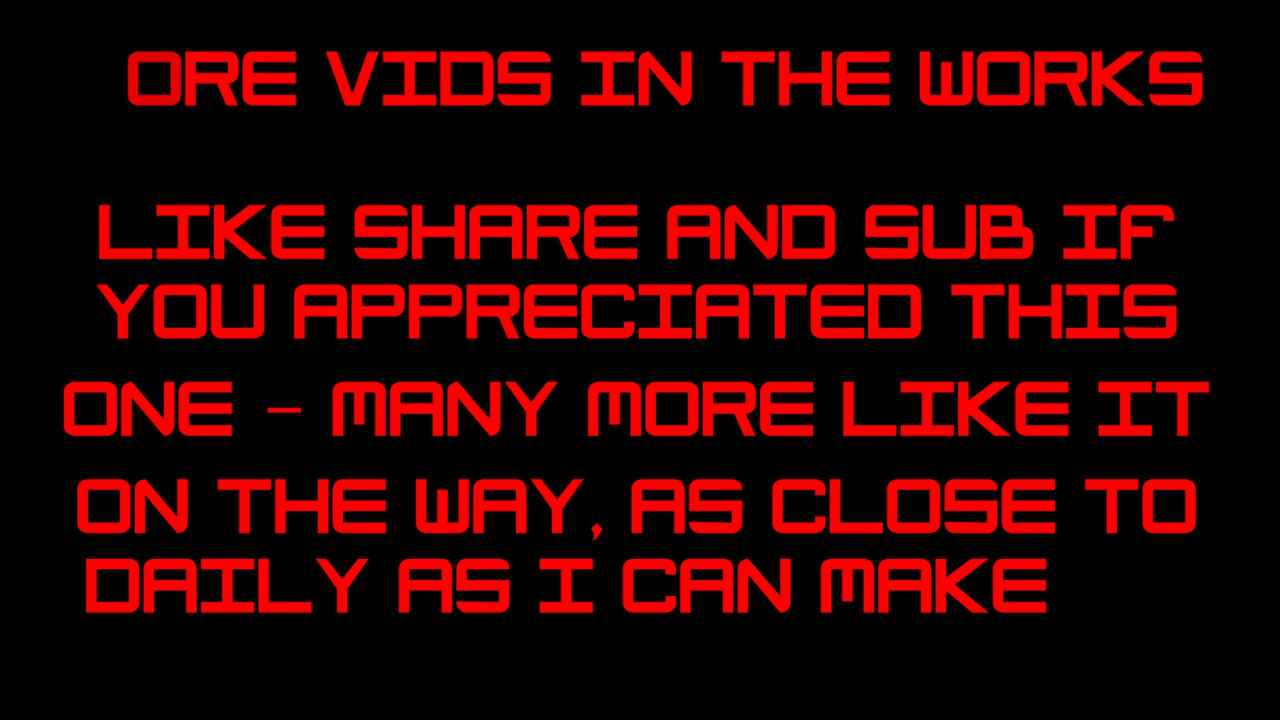 ORE VIDS IN THE WORKS
LIKE SHARE AND SUB IF
YOU APPRECIATED THIS
ONE - MANY MORE LIKE IT
ON THE WAY, AS CLOSE TO
DAILY AS I CAN MAKE